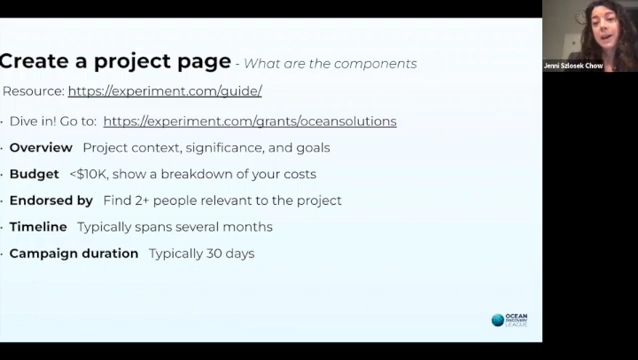 Create a project page - What are the components
Resource: https://experiment.com/guide/
• Dive in! Go to: https://experiment.com/grants/oceansolutions
• Overview Project context, significance, and goals
• Budget <$10K, show a breakdown of your costs
• Endorsed by Find 2+ people relevant to the project
• Timeline Typically spans several months
• Campaign duration Typically 30 days
Jenni Szlosek Chow
OCEAN
DISCOVERY
LEAGUE